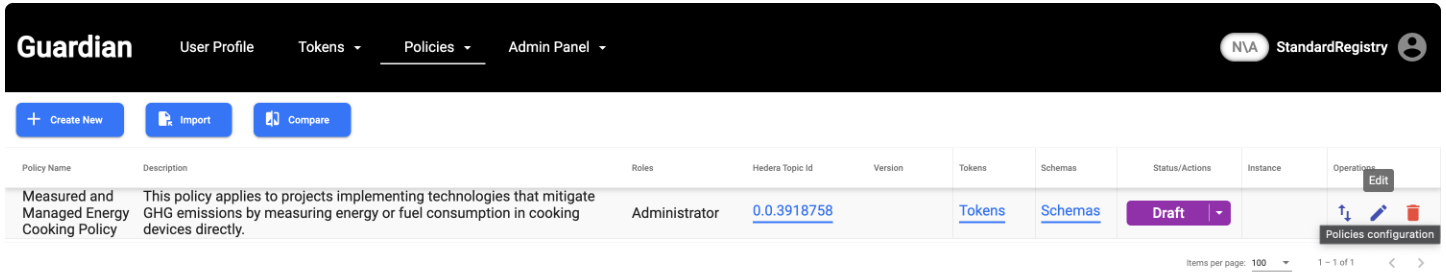 Guardian User Profile Tokens Policies Admin Panel N\A StandardRegistry
Create New Import Compare
Policy Name Description Roles Hedera Topic Id Version Tokens Schemas Status/Actions Instance Operations
Edit
Measured and
Managed Energy
Cooking Policy
This policy applies to projects implementing technologies that mitigate
GHG emissions by measuring energy or fuel consumption in cooking
devices directly.
Administrator 0.0.3918758 Tokens Schemas Draft
Policies configuration
Items per page: 100 1 – 1 of 1